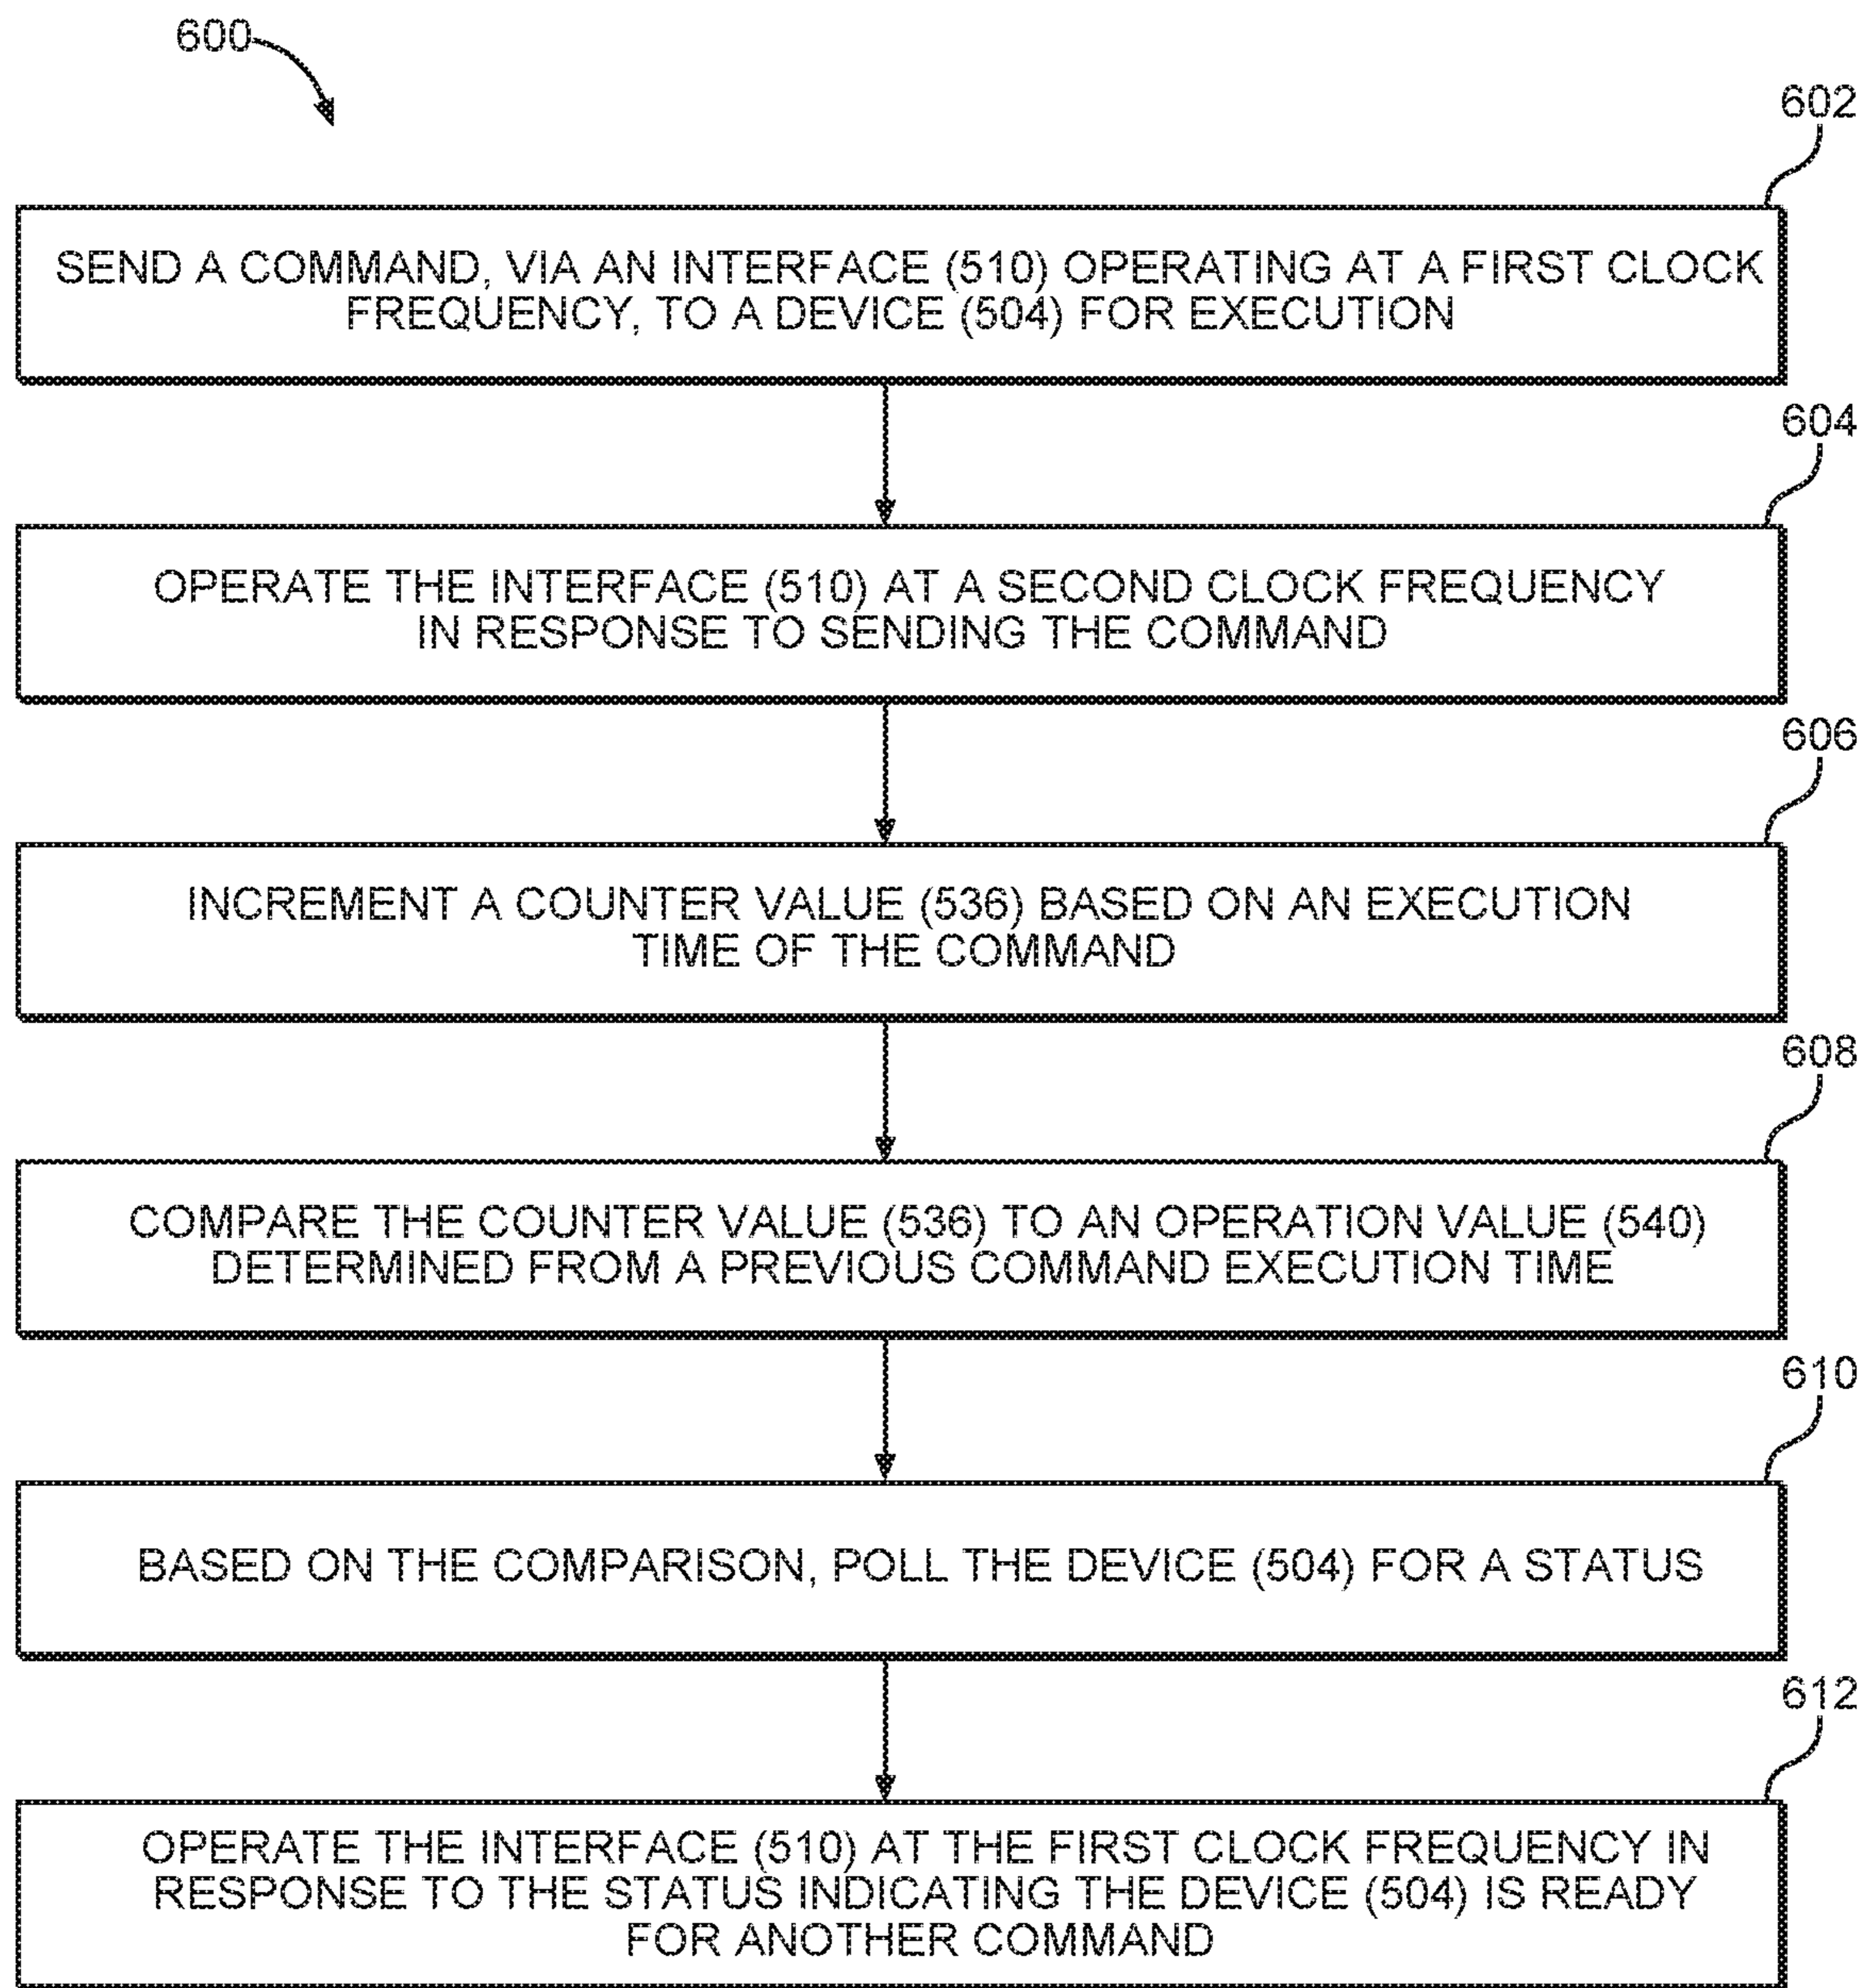 600
602
SEND A COMMAND, VIA AN INTERFACE (510) OPERATING AT A FIRST CLOCK
FREQUENCY, TO A DEVICE (504) FOR EXECUTION
604
OPERATE THE INTERFACE (510) AT A SECOND CLOCK FREQUENCY
IN RESPONSE TO SENDING THE COMMAND
606
INCREMENT A COUNTER VALUE (536) BASED ON AN EXECUTION
TIME OF THE COMMAND
608
COMPARE THE COUNTER VALUE (536) TO AN OPERATION VALUE (540)
DETERMINED FROM A PREVIOUS COMMAND EXECUTION TIME
610
BASED ON THE COMPARISON, POLL THE DEVICE (504) FOR A STATUS
612
OPERATE THE INTERFACE (510) AT THE FIRST CLOCK FREQUENCY IN
RESPONSE TO THE STATUS INDICATING THE DEVICE (504) IS READY
FOR ANOTHER COMMAND